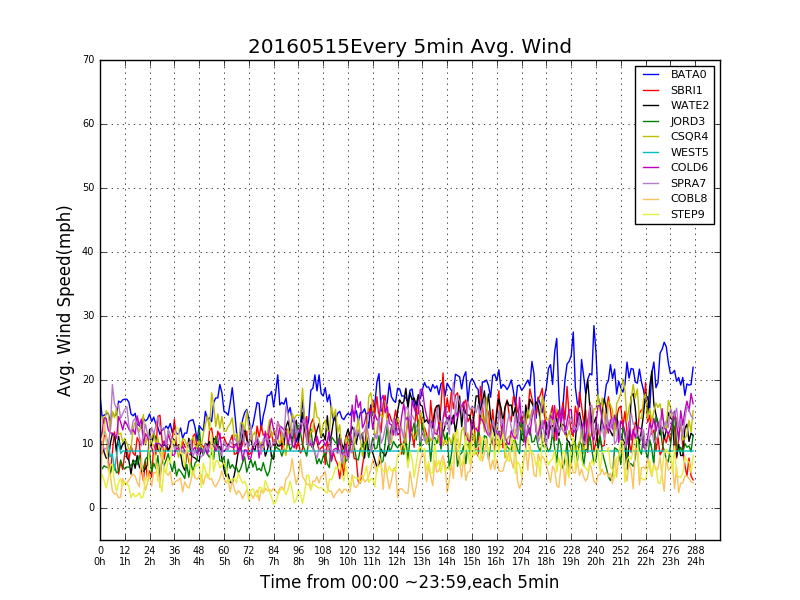 20160515Every 5min Avg. Wind
70
60
50
40
30
20
10
0
Avg. Wind Speed(mph)
BATA0
SBRI1
WATE2
JORD3
CSQR4
WEST5
COLD6
SPRA7
COBL8
STEP9
0 12 24 36 48 60 72 84 96 108 120 132 144 156 168 180 192 204 216 228 240 252 264 276 288
0h 1h 2h 3h 4h 5h 6h 7h 8h 9h 10h 11h 12h 13h 14h 15h 16h 17h 18h 19h 20h 21h 22h 23h 24h
Time from 00:00 ~23:59,each 5min